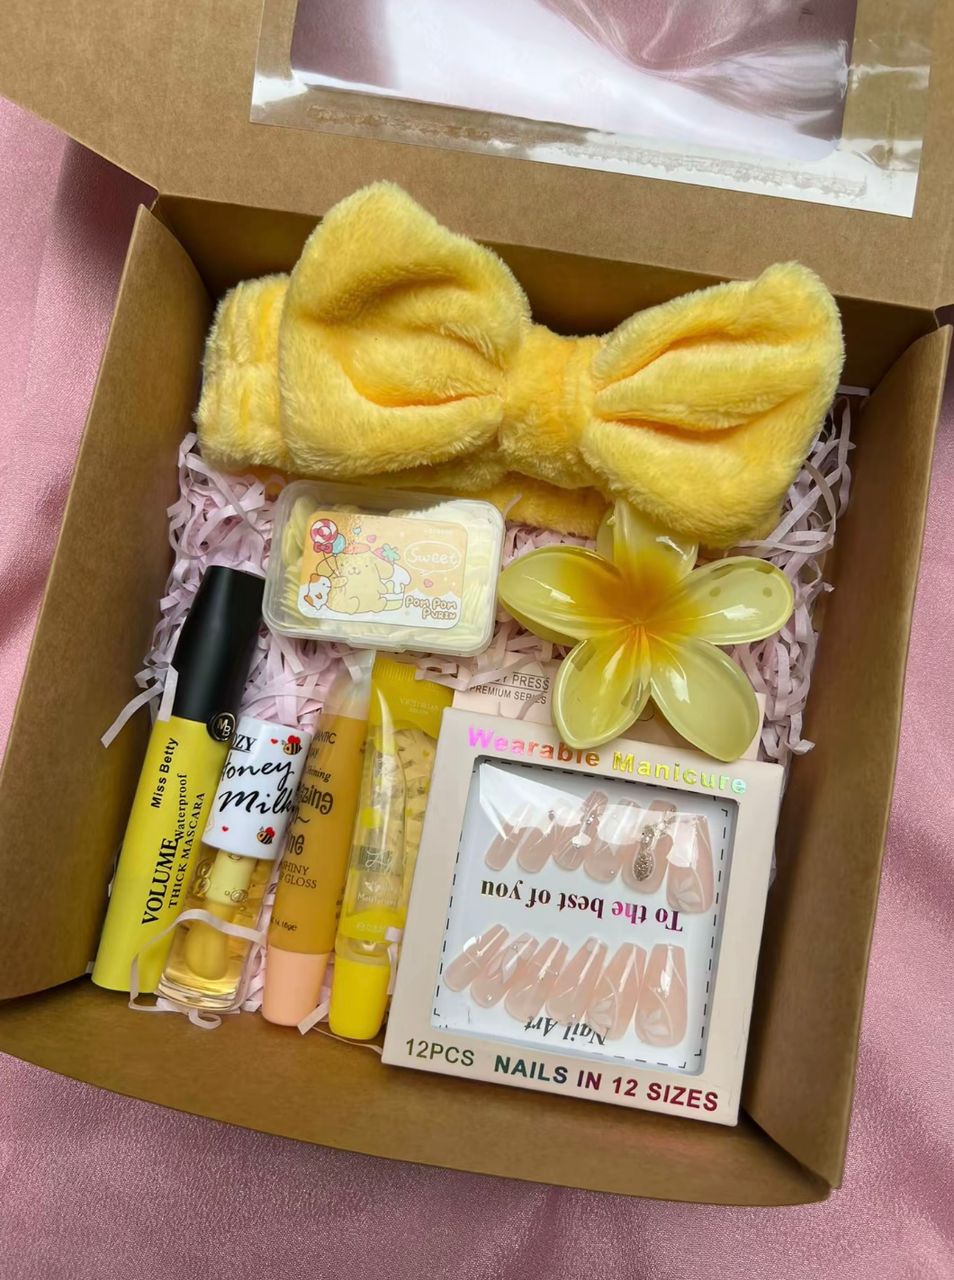 Sweet
POM POM
PURIN
MB
Miss Betty
VOLUME
Waterproof
THICK MASCARA
Honey
Milk
SHINY
GLOSS
PRESS
PREMIUM SERIES
Wearable Manicure
To the best of you
Nail Art
12PCS NAILS IN 12 SIZES